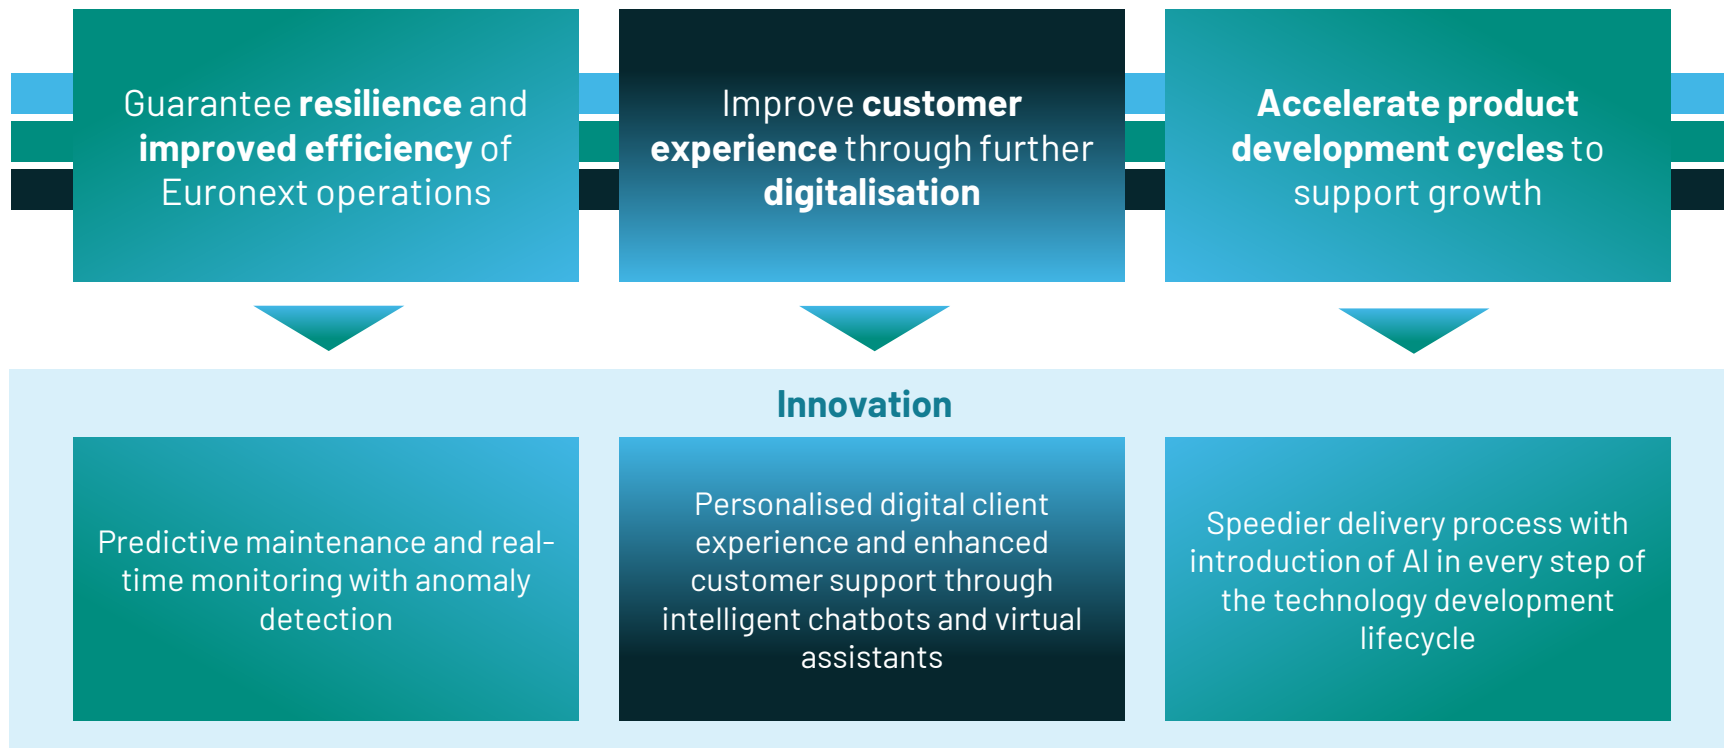 Guarantee resilience and
improved efficiency of
Euronext operations
Improve customer
experience through further
digitalisation
Accelerate product
development cycles to
support growth
Innovation
Predictive maintenance and real-
time monitoring with anomaly
detection
Personalised digital client
experience and enhanced
customer support through
intelligent chatbots and virtual
assistants
Speedier delivery process with
introduction of AI in every step of
the technology development
lifecycle